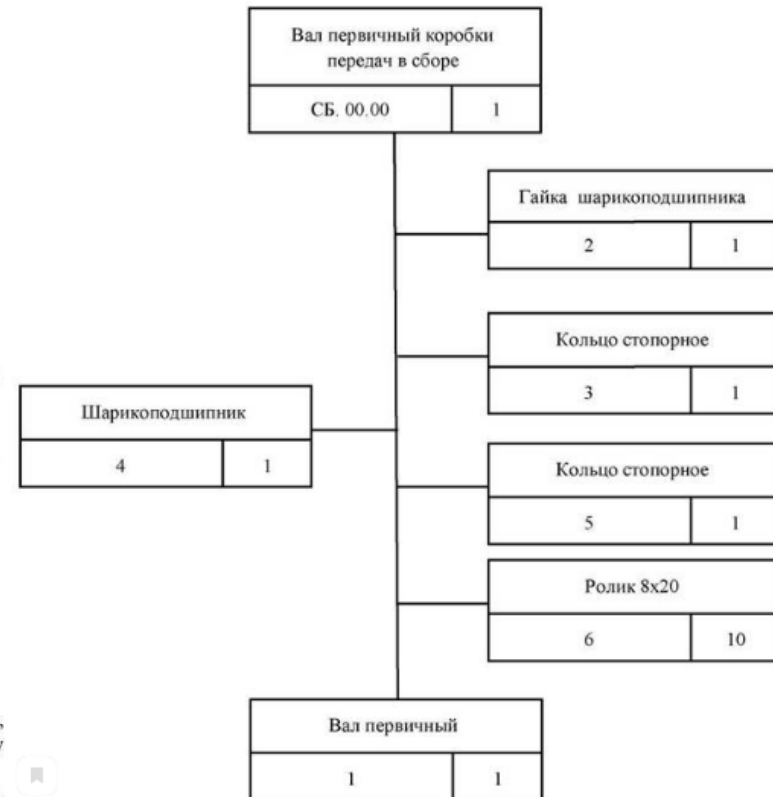 Вал первичный коробки
передач в сборе
СБ. 00.00 1
Гайка шарикоподшипника
2 1
Кольцо стопорное
3 1
Шарикоподшипник
4 1
Кольцо стопорное
5 1
Ролик 8х20
6 10
Вал первичный
1 1